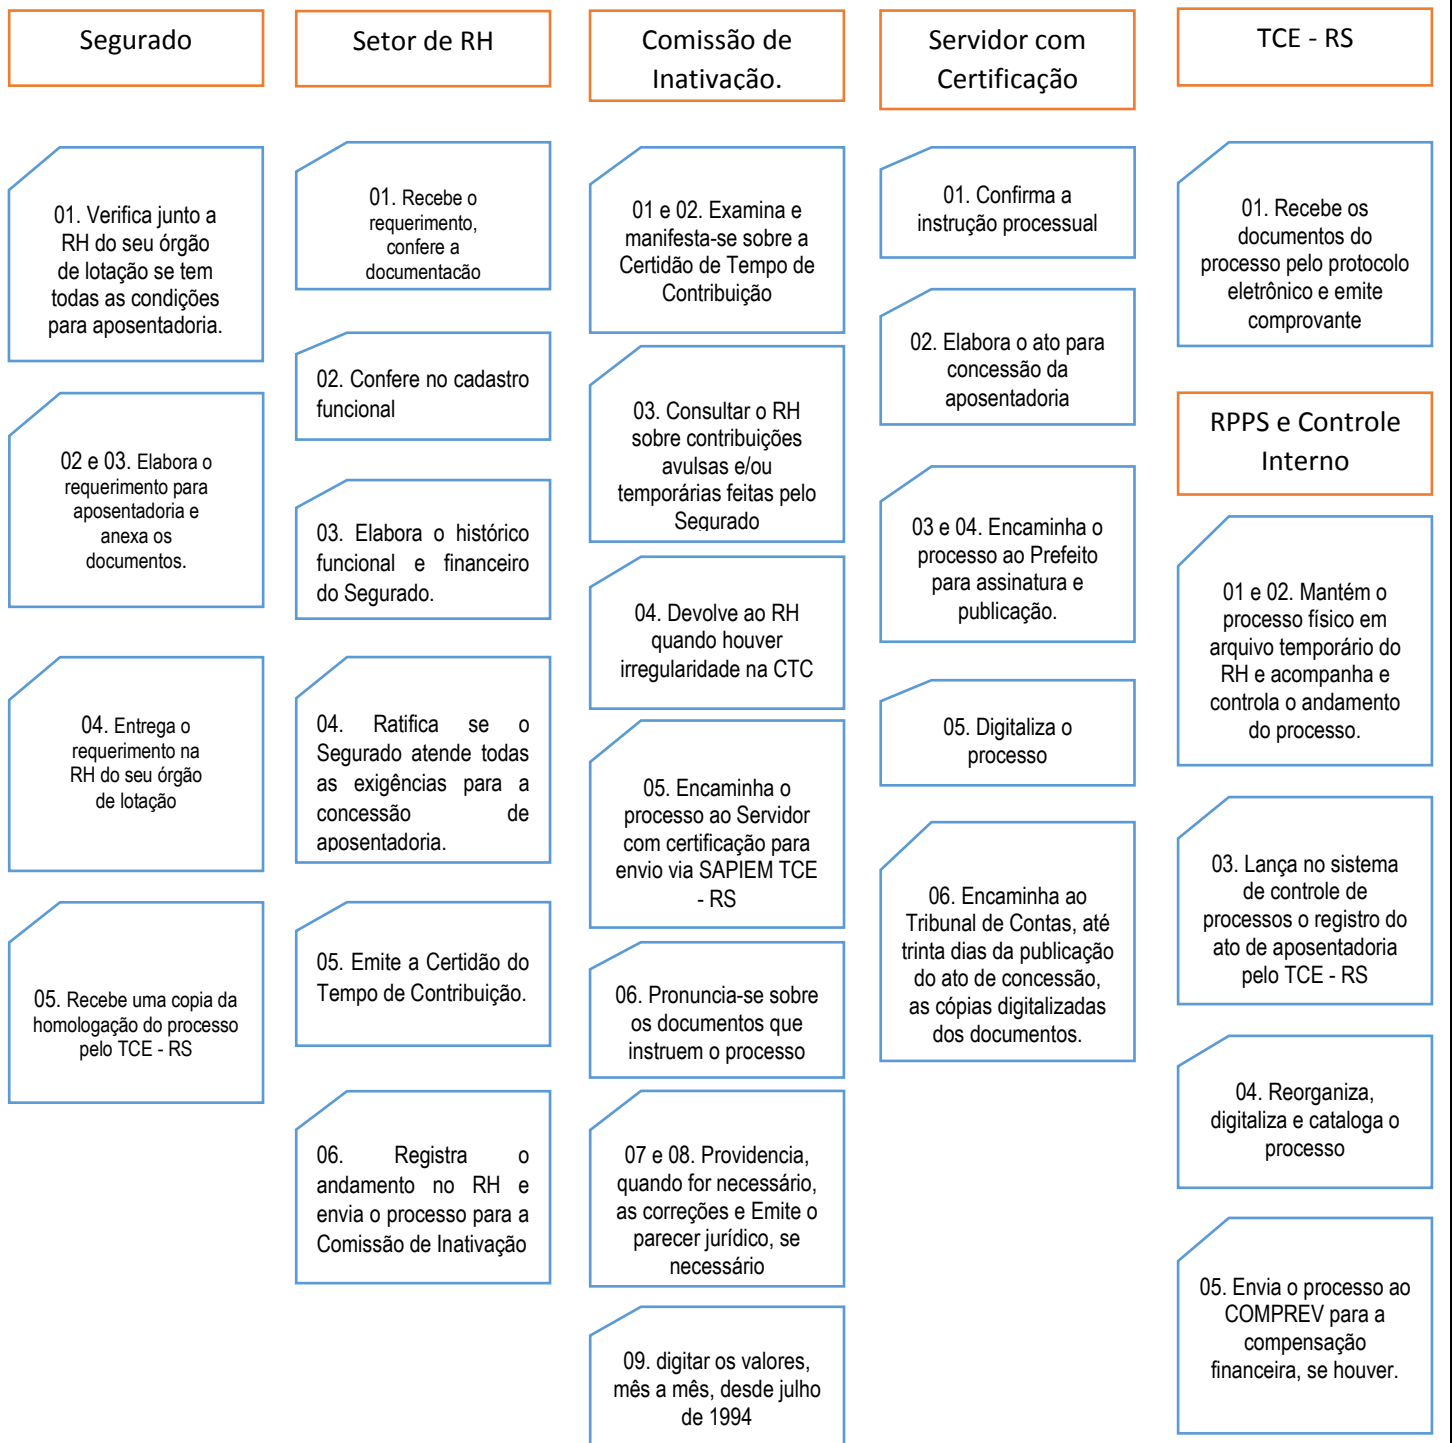 Segurado
01. Verifica junto a
RH do seu órgão
de lotação se tem
todas as condições
para aposentadoria.
02 e 03. Elabora o
requerimento para
aposentadoria e
anexa os
documentos.
04. Entrega o
requerimento na
RH do seu órgão
de lotação
05. Recebe uma copia da
homologação do processo
pelo TCE - RS
Setor de RH
01. Recebe o
requerimento,
confere a
documentacão
02. Confere no cadastro
funcional
03. Elabora o histórico
funcional e financeiro
do Segurado.
04. Ratifica se o
Segurado atende todas
as exigências para a
concessão de
aposentadoria.
05. Emite a Certidão do
Tempo de Contribuição.
06. Registra o
andamento no RH e
envia o processo para a
Comissão de Inativação
Comissão de
Inativação.
01 e 02. Examina e
manifesta-se sobre a
Certidão de Tempo de
Contribuição
03. Consultar o RH
sobre contribuições
avulsas e/ou
temporárias feitas pelo
Segurado
04. Devolve ao RH
quando houver
irregularidade na CTC
05. Encaminha o
processo ao Servidor
com certificação para
envio via SAPIEM TCE
- RS
06. Pronuncia-se sobre
os documentos que
instruem o processo
07 e 08. Providencia,
quando for necessário,
as correções e Emite o
parecer jurídico, se
necessário
09. digitar os valores,
mês a mês, desde julho
de 1994
Servidor com
Certificação
01. Confirma a
instrução processual
02. Elabora o ato para
concessão da
aposentadoria
03 e 04. Encaminha o
processo ao Prefeito
para assinatura e
publicação.
05. Digitaliza o
processo
06. Encaminha ao
Tribunal de Contas, até
trinta dias da publicação
do ato de concessão,
as cópias digitalizadas
dos documentos.
TCE - RS
01. Recebe os
documentos do
processo pelo protocolo
eletrônico e emite
comprovante
RPPS e Controle
Interno
01 e 02. Mantém o
processo físico em
arquivo temporário do
RH e acompanha e
controla o andamento
do processo.
03. Lança no sistema
de controle de
processos o registro do
ato de aposentadoria
pelo TCE - RS
04. Reorganiza,
digitaliza e cataloga o
processo
05. Envia o processo ao
COMPREV para a
compensação
financeira, se houver.